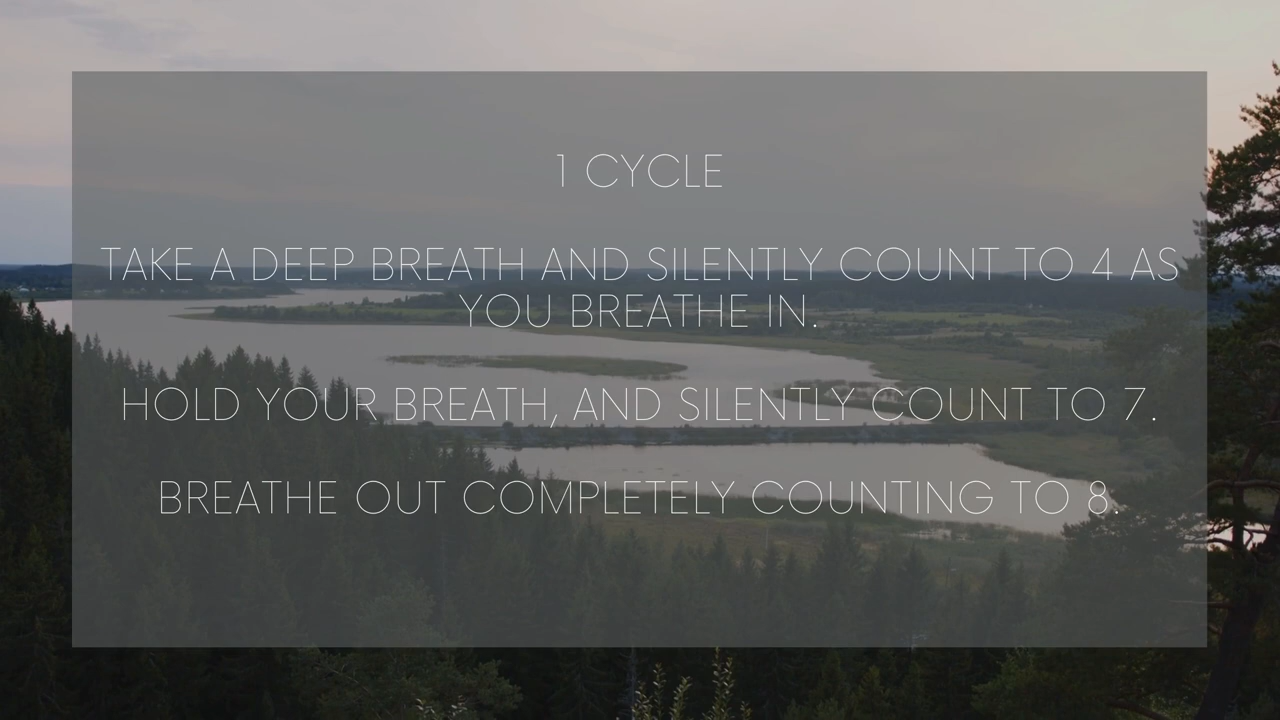 1 CYCLE
TAKE A DEEP BREATH AND SILENTLY COUNT TO 4 AS
YOU BREATHE IN.
HOLD YOUR BREATH, AND SILENTLY COUNT TO 7.
BREATHE OUT COMPLETELY COUNTING TO 8.